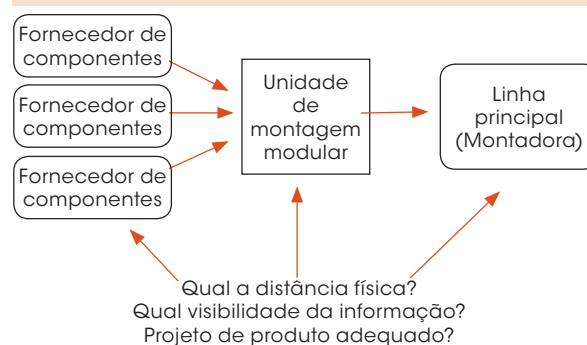 Fornecedor de
componentes
Fornecedor de
componentes
Fornecedor de
componentes
Unidade
de
montagem
modular
Linha
principal
(Montadora)
Qual a distância física?
Qual visibilidade da informação?
Projeto de produto adequado?